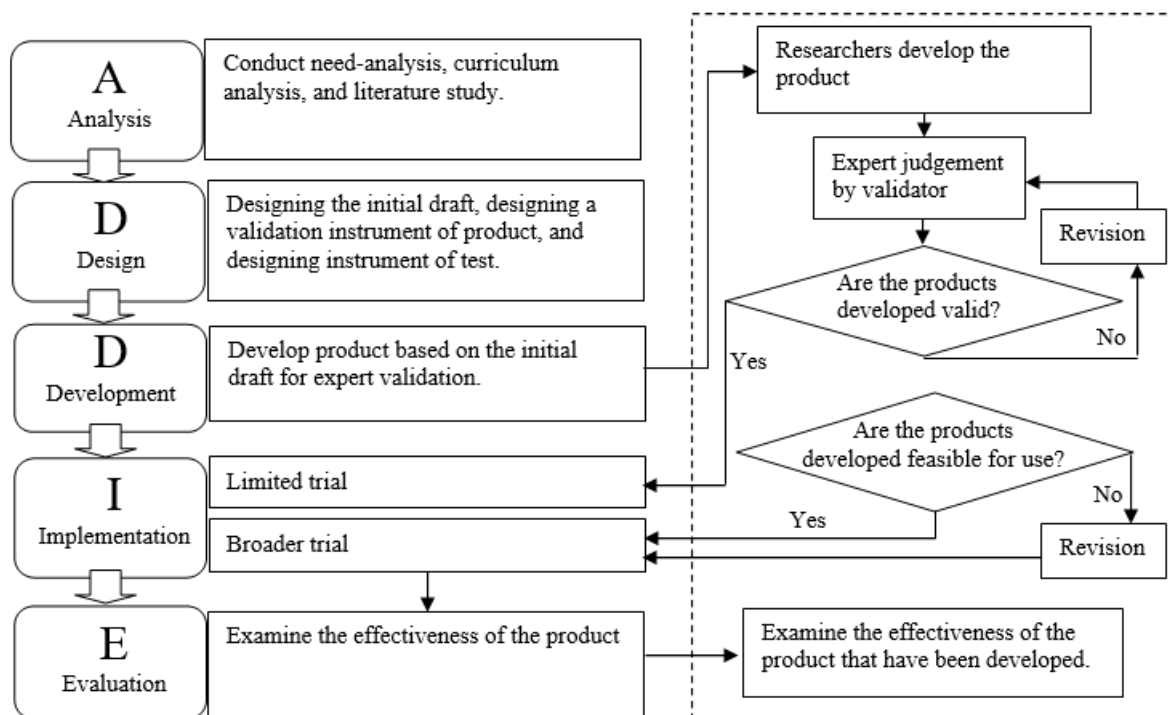 A
Analysis
Conduct need-analysis, curriculum
analysis, and literature study.
D
Design
Designing the initial draft, designing a
validation instrument of product, and
designing instrument of test.
D
Development
Develop product based on the initial
draft for expert validation.
I
Implementation
Limited trial
Broader trial
E
Evaluation
Examine the effectiveness of the product
Researchers develop the
product
Expert judgement
by validator
Revision
Are the products
developed valid?
No
Yes
Are the products
developed feasible for use?
No
Yes
Revision
Examine the effectiveness of the
product that have been developed.